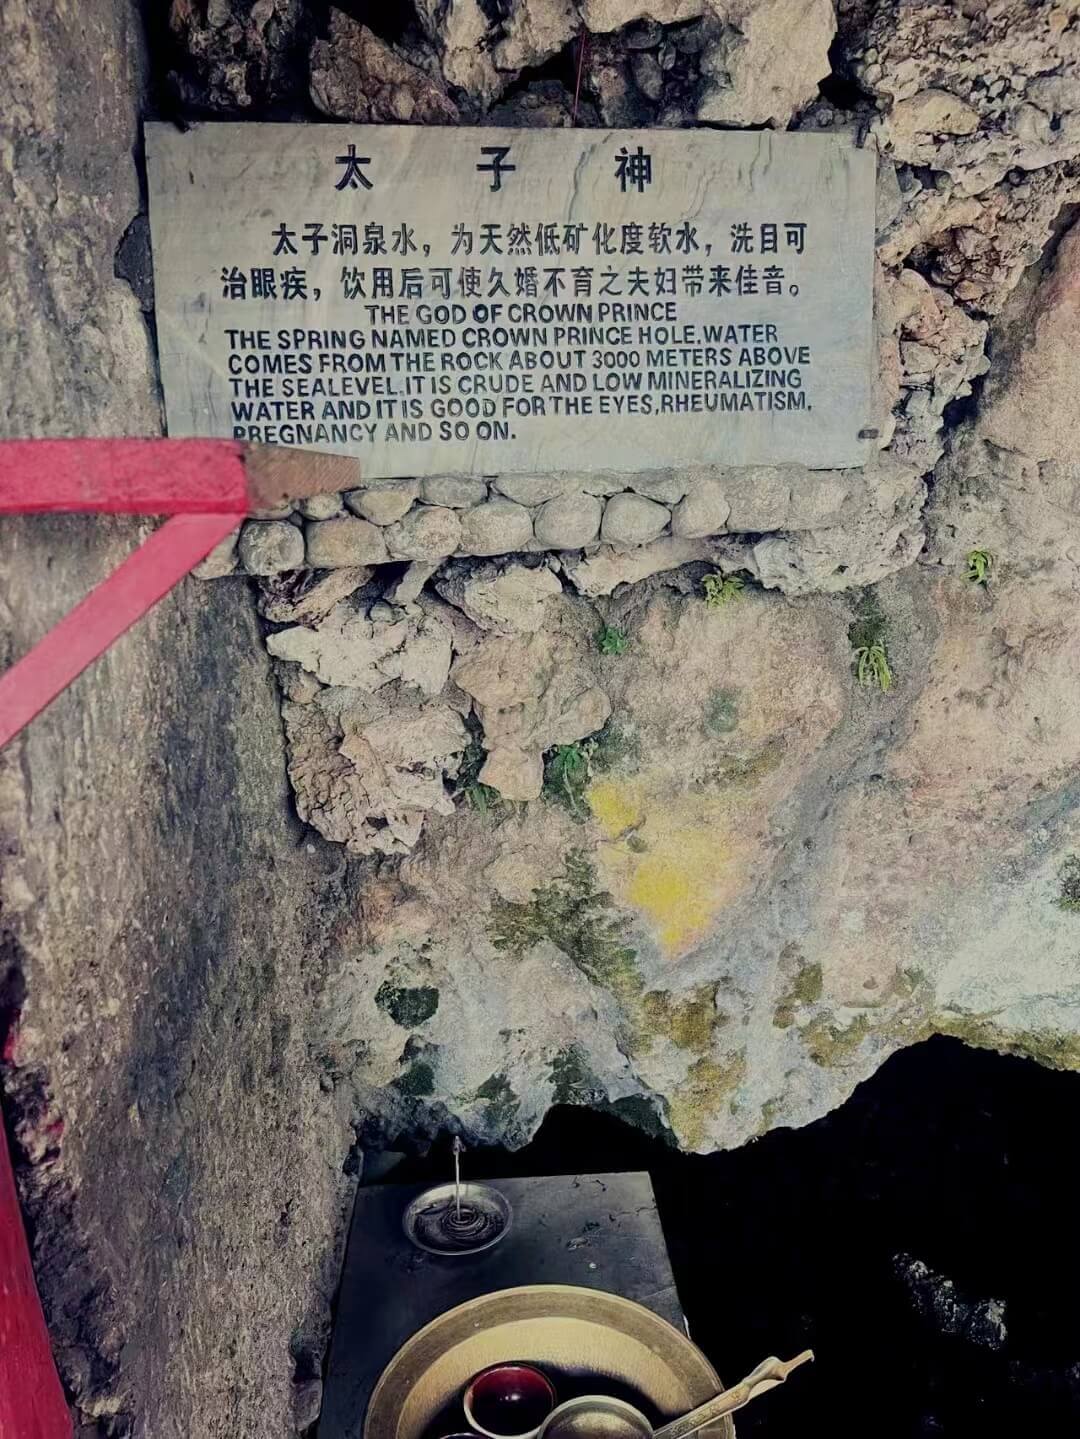 太子神
太子洞泉水，为天然低矿化度软水，洗目可
治眼疾，饮用后可使久婚不育之夫妇带来佳音。
THE GOD OF CROWN PRINCE
THE SPRING NAMED CROWN PRINCE HOLE.WATER
COMES FROM THE ROCK ABOUT 3000 METERS ABOVE
THE SEALEVEL.IT IS CRUDE AND LOW MINERALIZING
WATER AND IT IS GOOD FOR THE EYES,RHEUMATISM.
PREGNANCY AND SO ON.